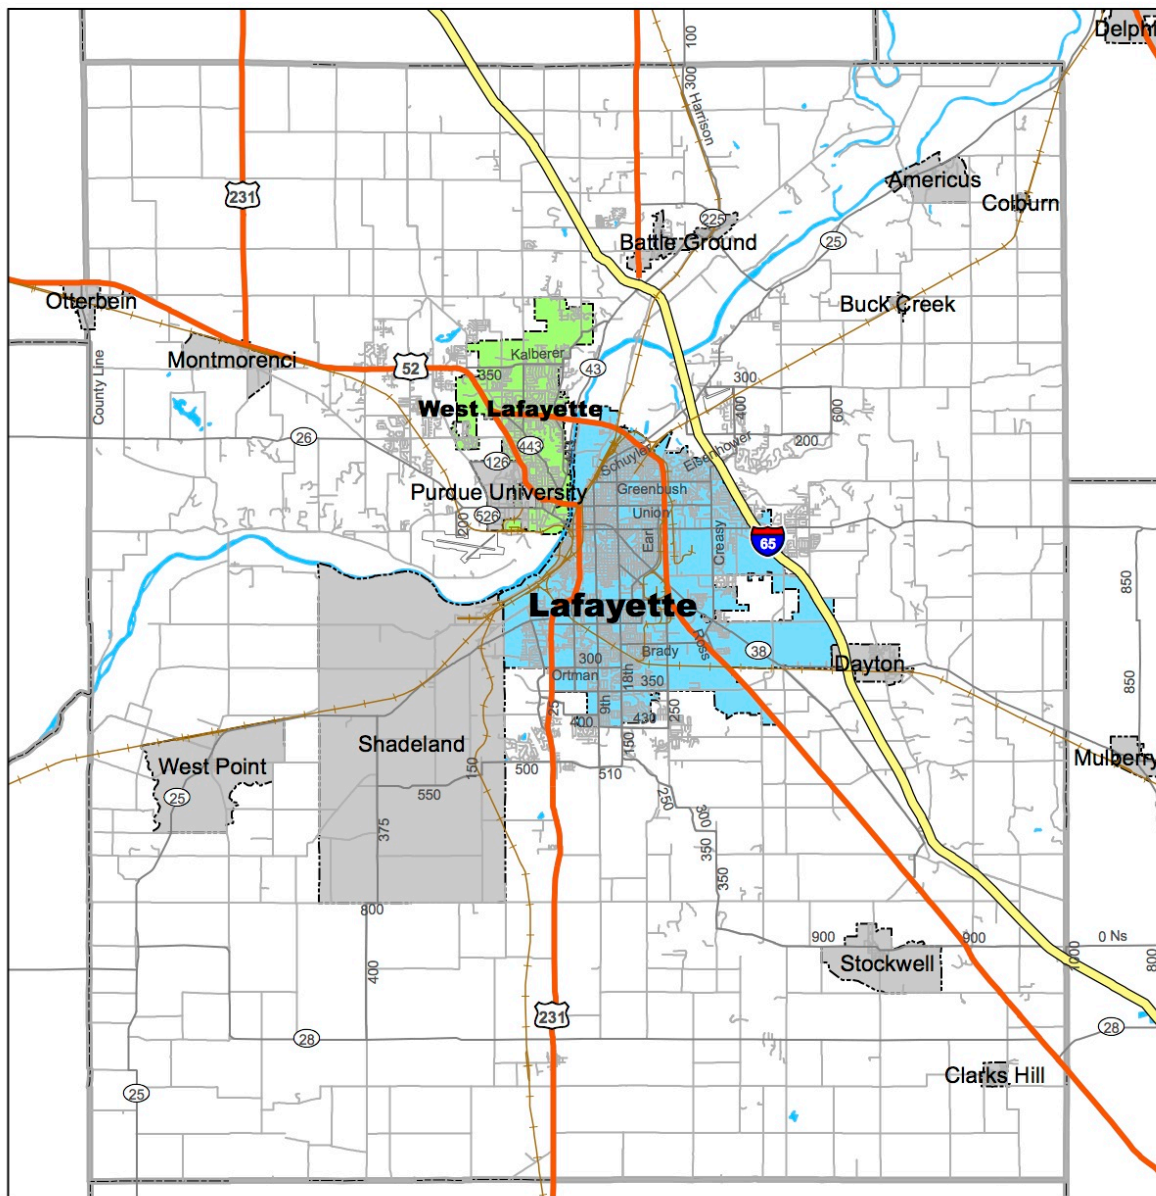 Delphi
100
300
Harrison
Americus
231
Colburn
225
Battle Ground
25
Otterbein
Buck Creek
Montmorenci
Kalberer
52
350
43
300
County Line
West Lafayette
400
600
26
443
200
Schuyler
Eisenhower
126
Purdue University
Greenbush
526
Union
200
Earl
Creasy
65
850
Lafayette
Ross
38
Brady
300
Dayton
Ortman
18th
350
850
9th
25
400
430
250
Shadeland
150
West Point
150
Mulberry
500
510
25
550
250
375
300
350
350
800
900
900
0 Ns
Stockwell
1000
800
400
231
28
28
Clarks Hill
25